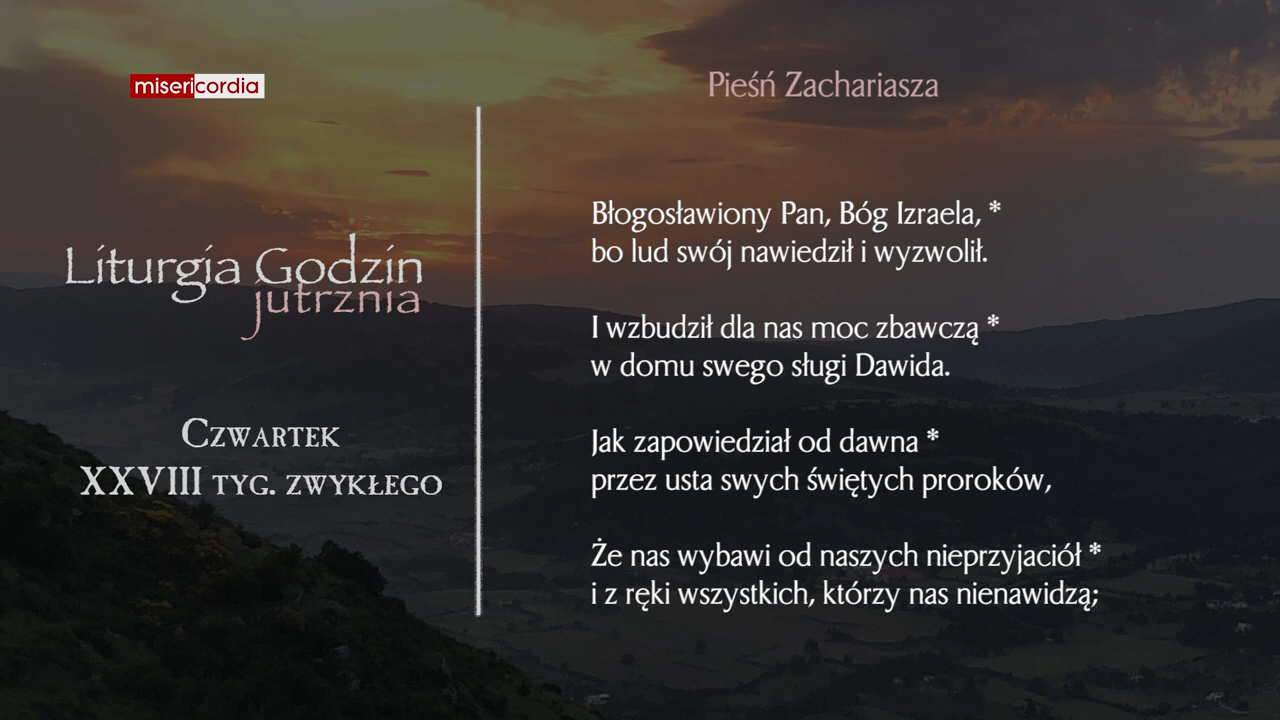 misericordia
Liturgia Godzin
jutrznia
Czwartek
XXVIII tyg. zwykłego
Pieśń Zachariasza
Błogosławiony Pan, Bóg Izraela, *
bo lud swój nawiedził i wyzwolił.
I wzbudził dla nas moc zbawczą *
w domu swego sługi Dawida.
Jak zapowiedział od dawna *
przez usta swych świętych proroków,
Że nas wybawi od naszych nieprzyjaciół *
i z ręki wszystkich, którzy nas nienawidzą;